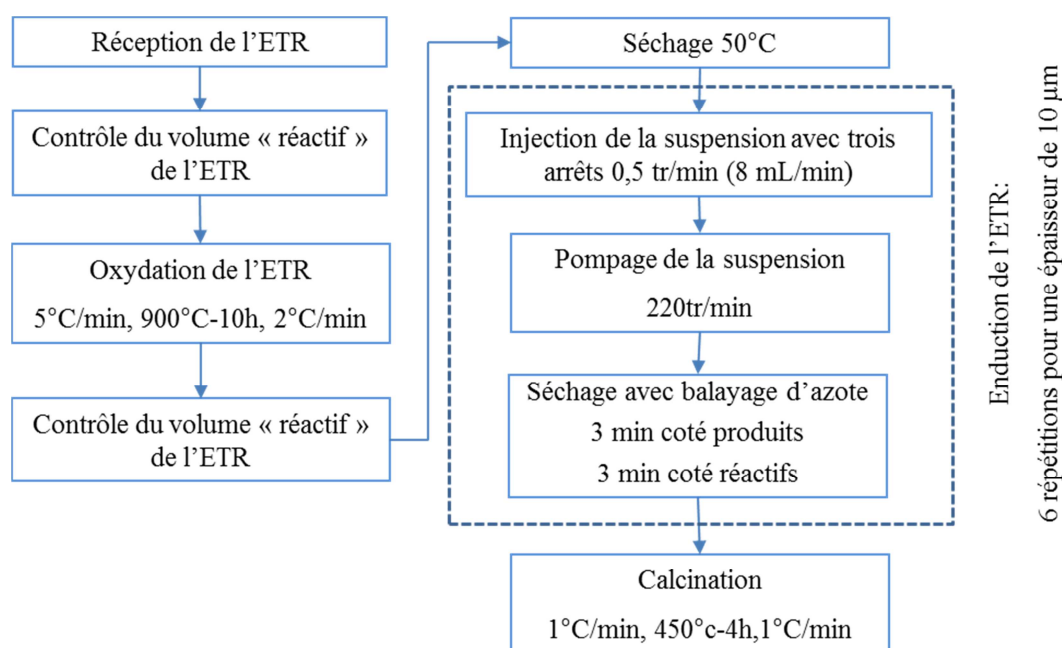 Réception de l'ETR
Contrôle du volume « réactif »
de l'ETR
Oxydation de l'ETR
5°C/min, 900°C-10h, 2°C/min
Contrôle du volume « réactif »
de l'ETR
Séchage 50°C
Injection de la suspension avec trois
arrêts 0,5 tr/min (8 mL/min)
Pompage de la suspension
220tr/min
Séchage avec balayage d'azote
3 min coté produits
3 min coté réactifs
Calcination
1°C/min, 450°c-4h,1°C/min
Enduction de l'ETR:
6 répétitions pour une épaisseur de 10 µm